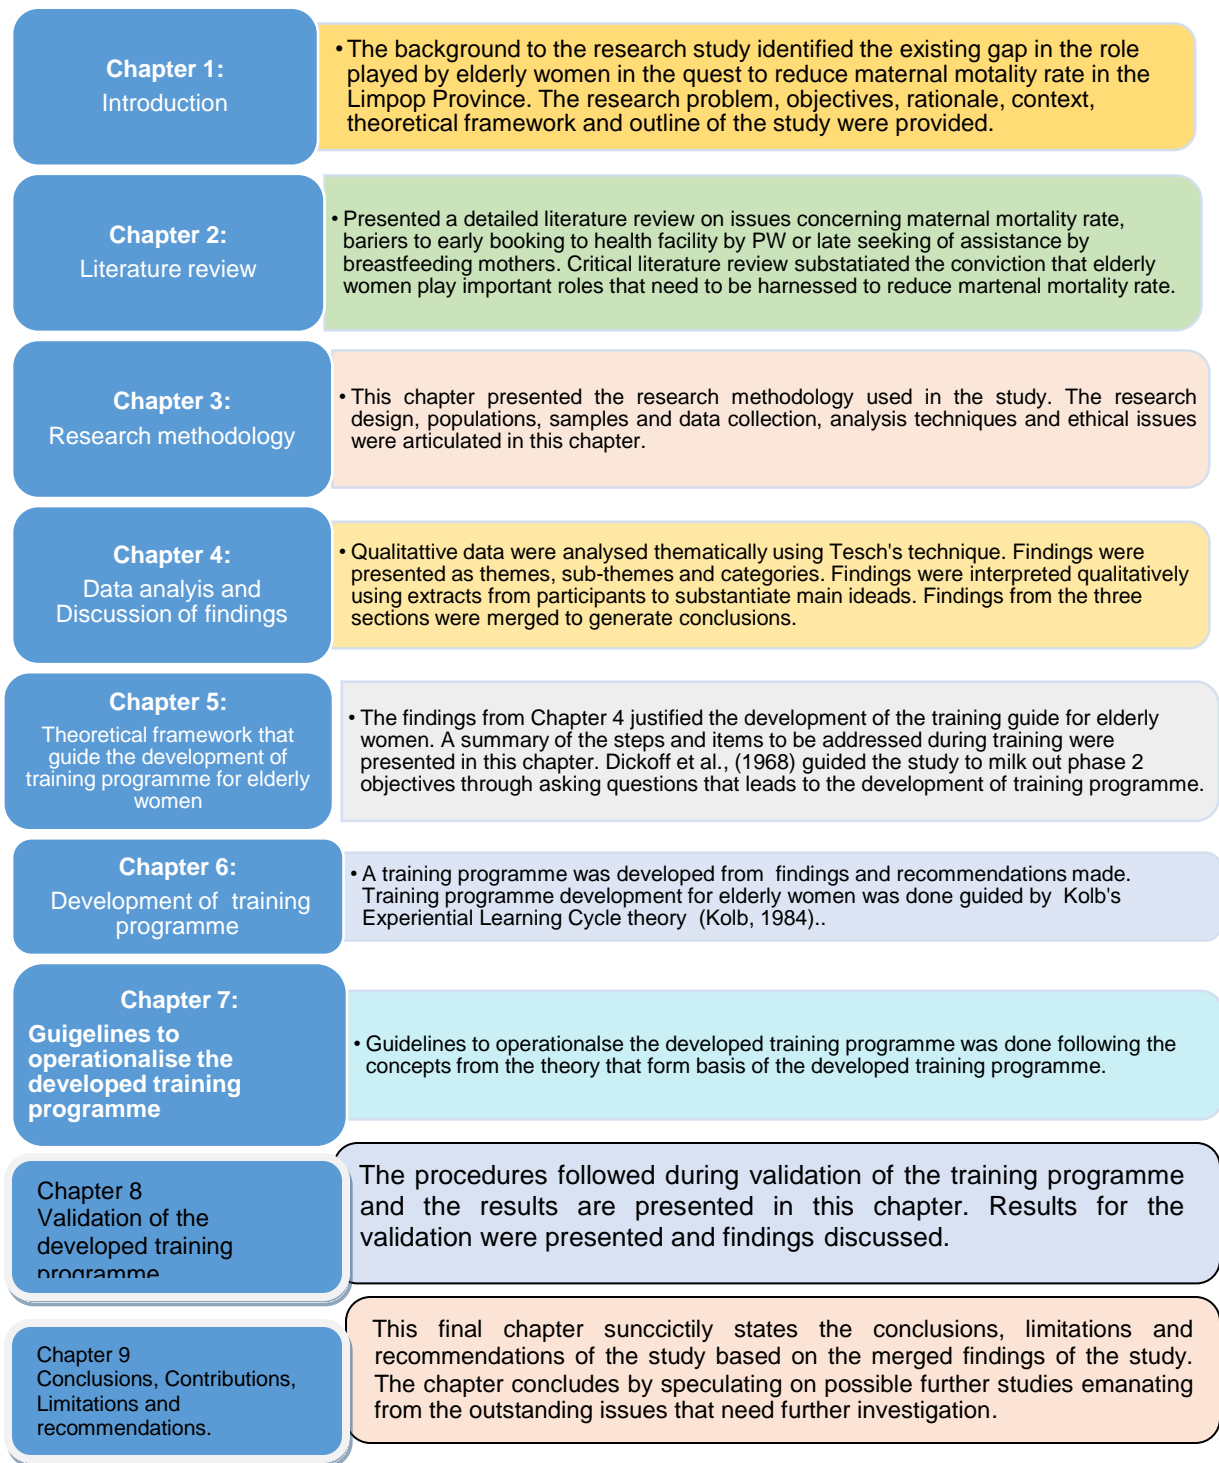 Chapter 1:
Introduction
• The background to the research study identified the existing gap in the role
played by elderly women in the quest to reduce maternal motality rate in the
Limpop Province. The research problem, objectives, rationale, context,
theoretical framework and outline of the study were provided.
Chapter 2:
Literature review
• Presented a detailed literature review on issues concerning maternal mortality rate,
bariers to early booking to health facility by PW or late seeking of assistance by
breastfeeding mothers. Critical literature review substatiated the conviction that elderly
women play important roles that need to be harnessed to reduce martenal mortality rate.
Chapter 3:
Research methodology
• This chapter presented the research methodology used in the study. The research
design, populations, samples and data collection, analysis techniques and ethical issues
were articulated in this chapter.
Chapter 4:
Data analyis and
Discussion of findings
• Qualitattive data were analysed thematically using Tesch's technique. Findings were
presented as themes, sub-themes and categories. Findings were interpreted qualitatively
using extracts from participants to substantiate main ideads. Findings from the three
sections were merged to generate conclusions.
Chapter 5:
Theoretical framework that
guide the development of
training programme for elderly
women
• The findings from Chapter 4 justified the development of the training guide for elderly
women. A summary of the steps and items to be addressed during training were
presented in this chapter. Dickoff et al., (1968) guided the study to milk out phase 2
objectives through asking questions that leads to the development of training programme.
Chapter 6:
Development of training
programme
• A training programme was developed from findings and recommendations made.
Training programme development for elderly women was done guided by Kolb's
Experiential Learning Cycle theory (Kolb, 1984)..
Chapter 7:
Guigelines to
operationalise the
developed training
programme
• Guidelines to operationalse the developed training programme was done following the
concepts from the theory that form basis of the developed training programme.
Chapter 8
Validation of the
developed training
programme
The procedures followed during validation of the training programme
and the results are presented in this chapter. Results for the
validation were presented and findings discussed.
Chapter 9
Conclusions, Contributions,
Limitations and
recommendations.
This final chapter sunccictily states the conclusions, limitations and
recommendations of the study based on the merged findings of the study.
The chapter concludes by speculating on possible further studies emanating
from the outstanding issues that need further investigation.